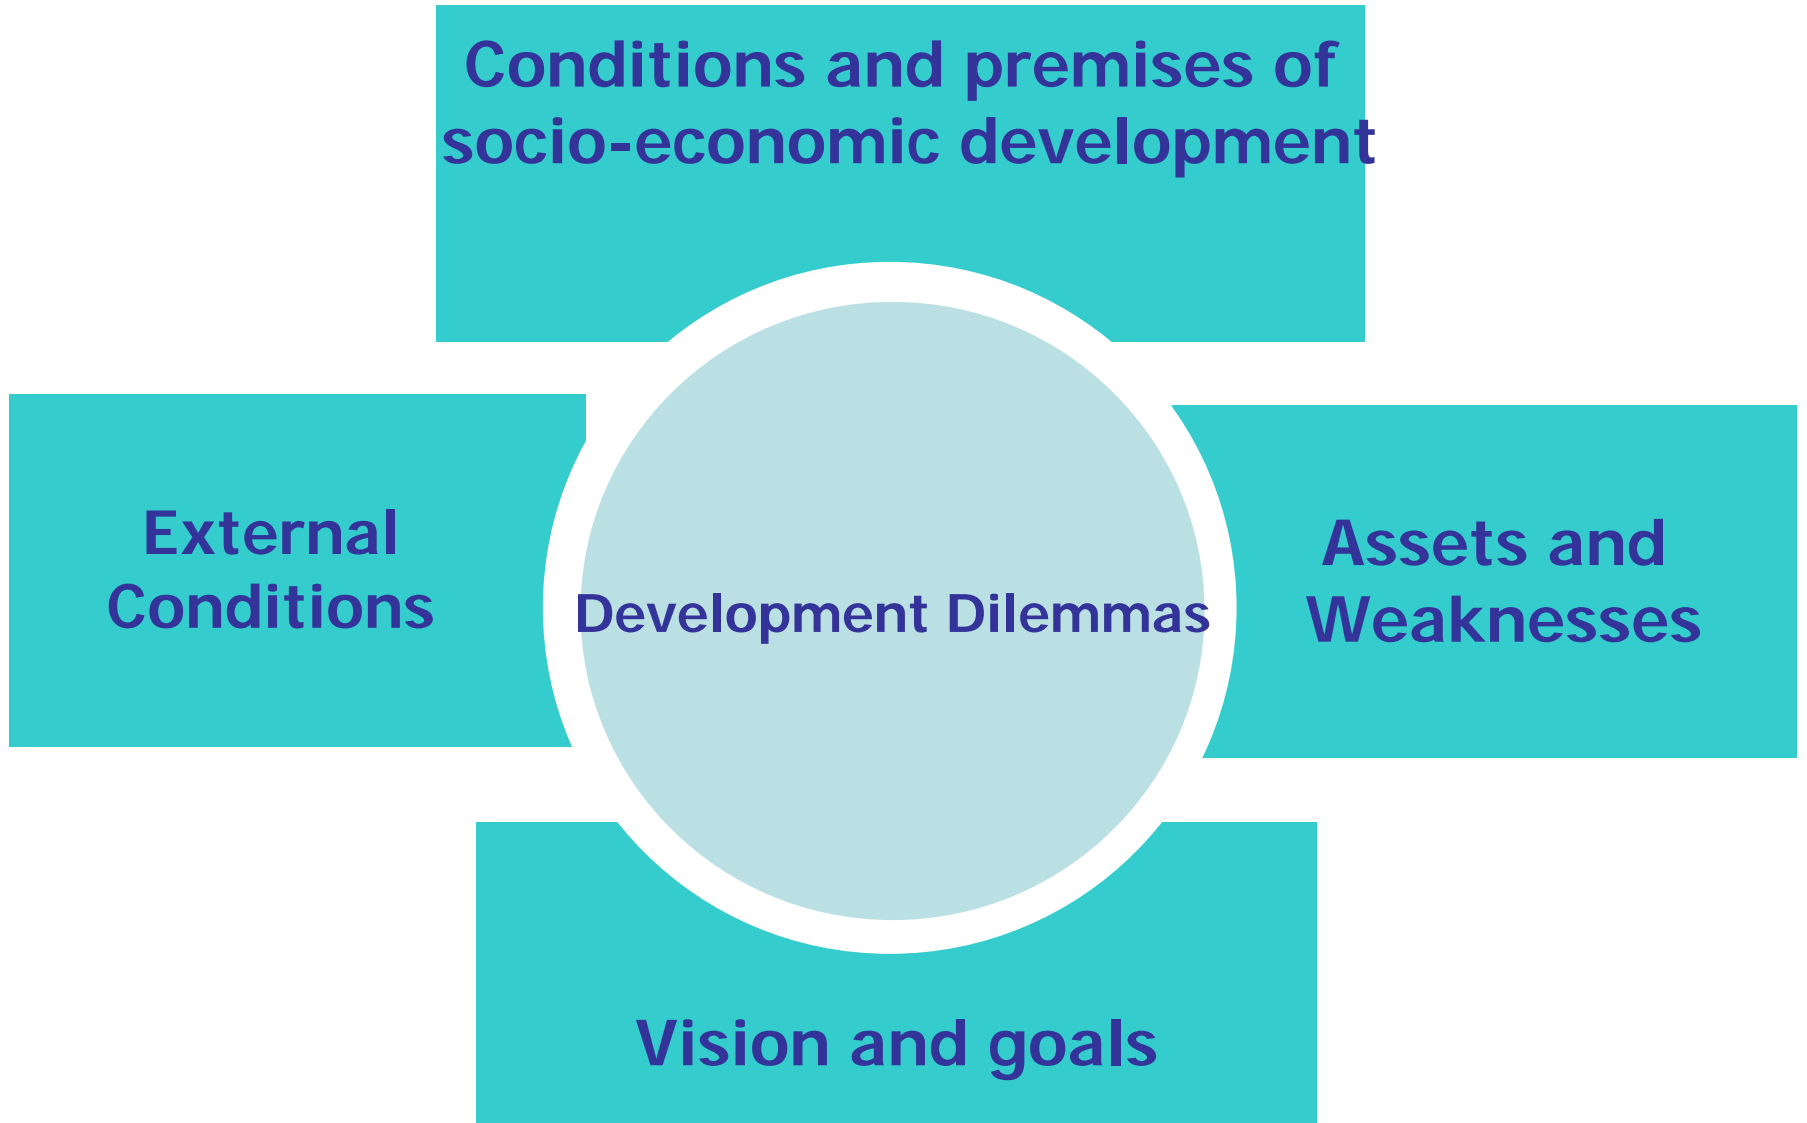 Conditions and premises of
socio-economic development
External
Conditions
Development Dilemmas
Assets and
Weaknesses
Vision and goals